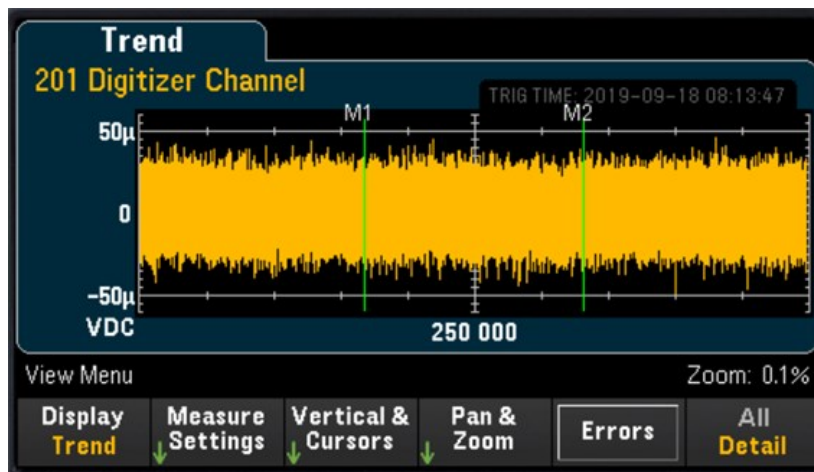 Trend
201 Digitizer Channel
TRIG TIME: 2019-09-18 08:13:47
M1 M2
50µ
0
-50µ
VDC 250 000
View Menu Zoom: 0.1%
Display Measure Vertical & Pan & Errors All
Trend Settings Cursors Zoom Detail